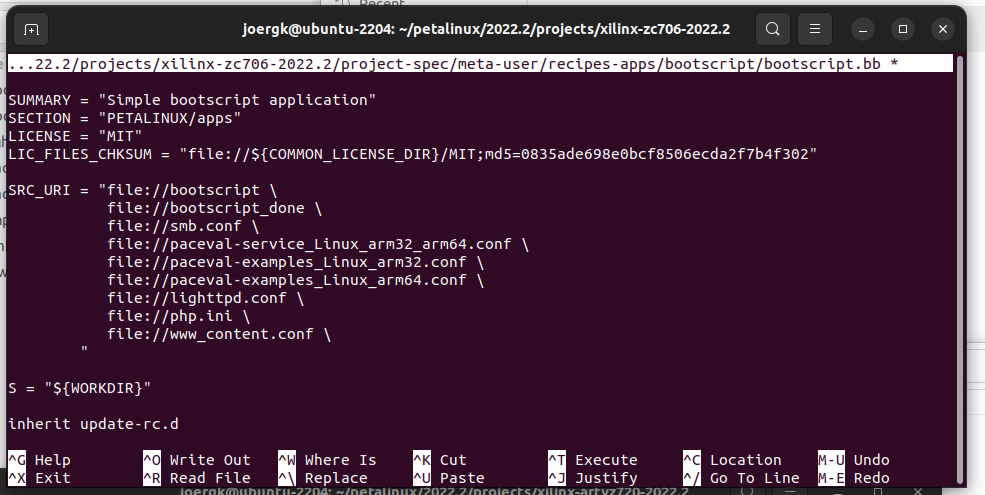 Recent
joergk@ubuntu-2204: ~/petalinux/2022.2/projects/xilinx-zc706-2022.2
...22.2/projects/xilinx-zc706-2022.2/project-spec/meta-user/recipes-apps/bootscript/bootscript.bb *
SUMMARY = "Simple bootscript application"
SECTION = "PETALINUX/apps"
LICENSE = "MIT"
LIC_FILES_CHKSUM = "file://${COMMON_LICENSE_DIR}/MIT;md5=0835ade698e0bcf8506ecda2f7b4f302"
SRC_URI = "file://bootscript \
file://bootscript_done \
file://smb.conf \
file://paceval-service_Linux_arm32_arm64.conf \
file://paceval-examples_Linux_arm32.conf \
file://paceval-examples_Linux_arm64.conf \
file://lighttpd.conf \
file://php.ini \
file://www_content.conf \
"
S = "${WORKDIR}"
inherit update-rc.d
^G Help ^O Write Out ^W Where Is ^K Cut ^T Execute ^C Location M-U Undo
^X Exit ^R Read File ^\ Replace ^U Paste ^J Justify ^/ Go To Line M-E Redo
joergk@ubuntu-2204: ~/petalinux/2022.2/projects/xilinx-artyz720-2022.2